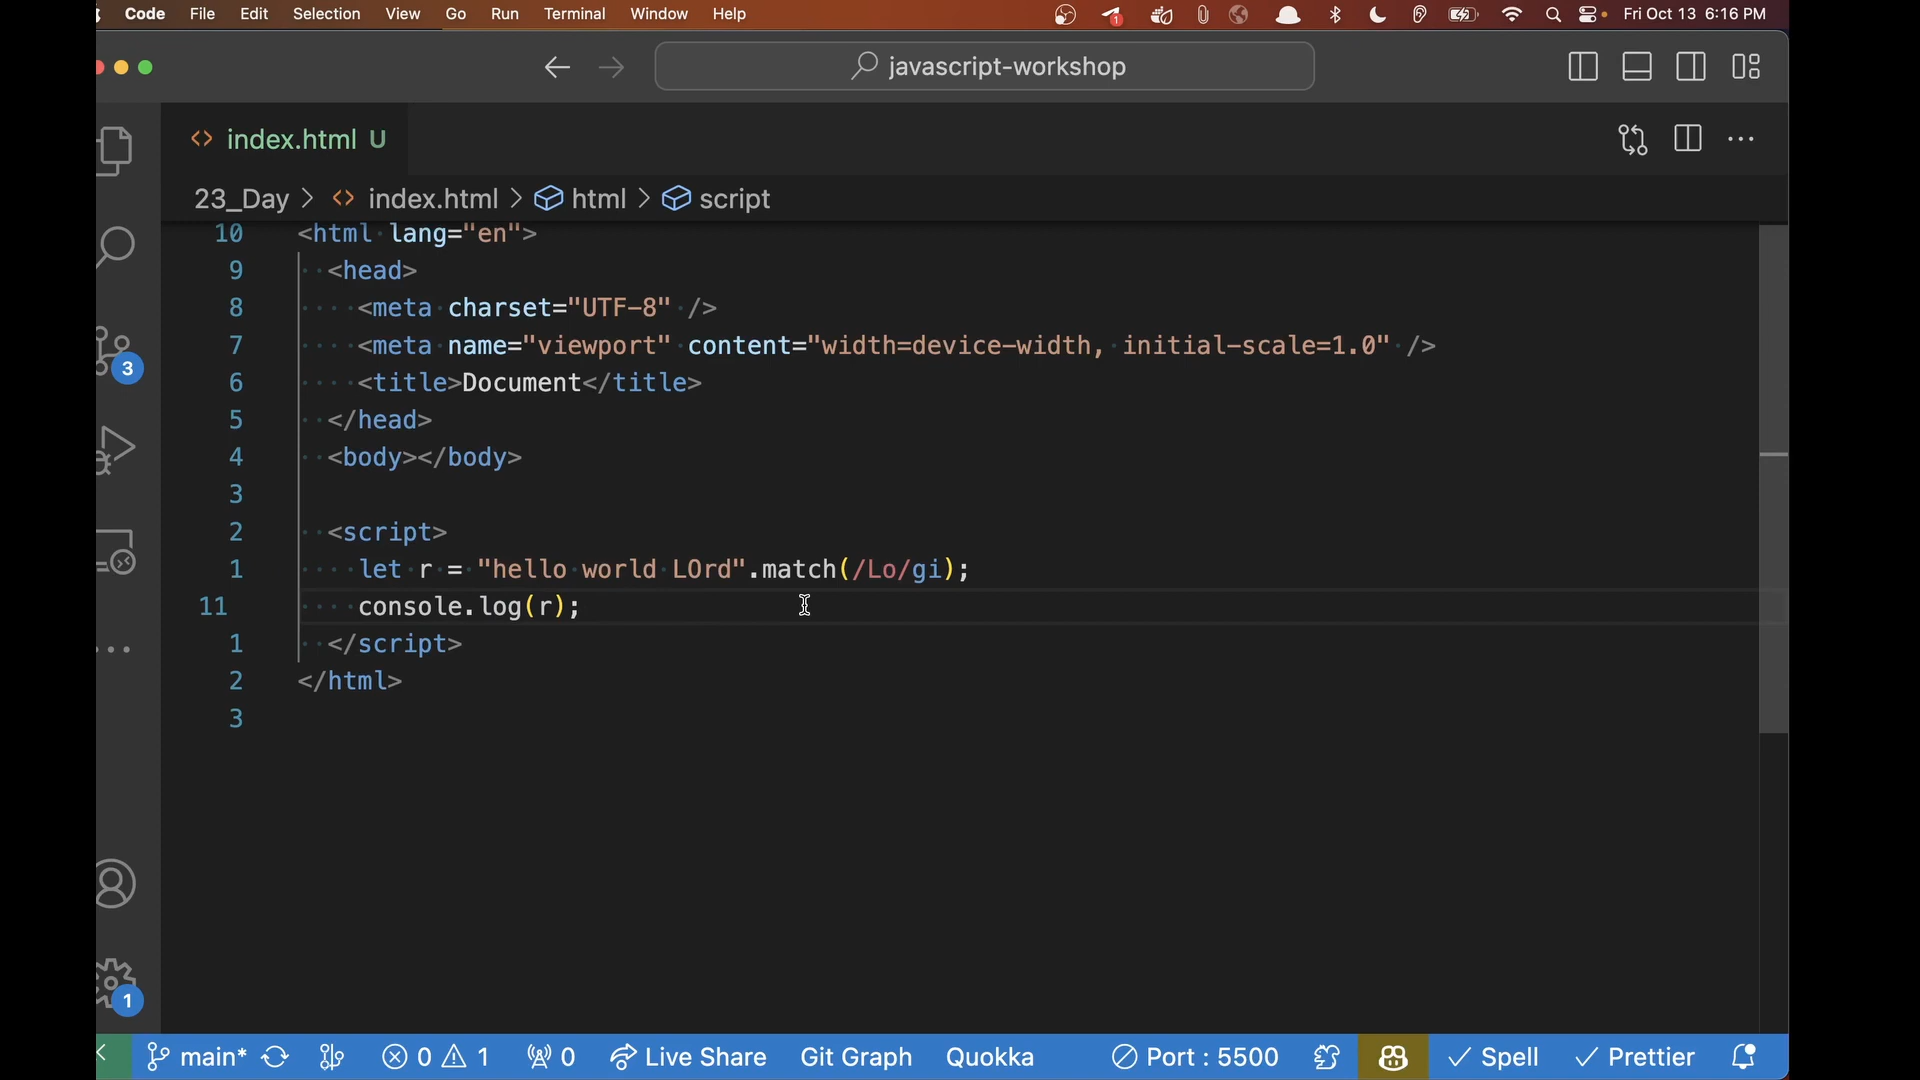 Code File Edit Selection View Go Run Terminal Window Help 1 Fri Oct 13 6:16 PM
javascript-workshop
index.html U
23_Day > index.html > html > script
10 <html lang="en">
9 <head>
8 <meta charset="UTF-8" />
7 <meta name="viewport" content="width=device-width, initial-scale=1.0" />
6 <title>Document</title>
5 </head>
4 <body></body>
3
2 <script>
1 let r = "hello world LOrd".match(/Lo/gi);
11 console.log(r);
1 </script>
2 </html>
3
3
1
main* 0 1 0 Live Share Git Graph Quokka Port : 5500 Spell Prettier